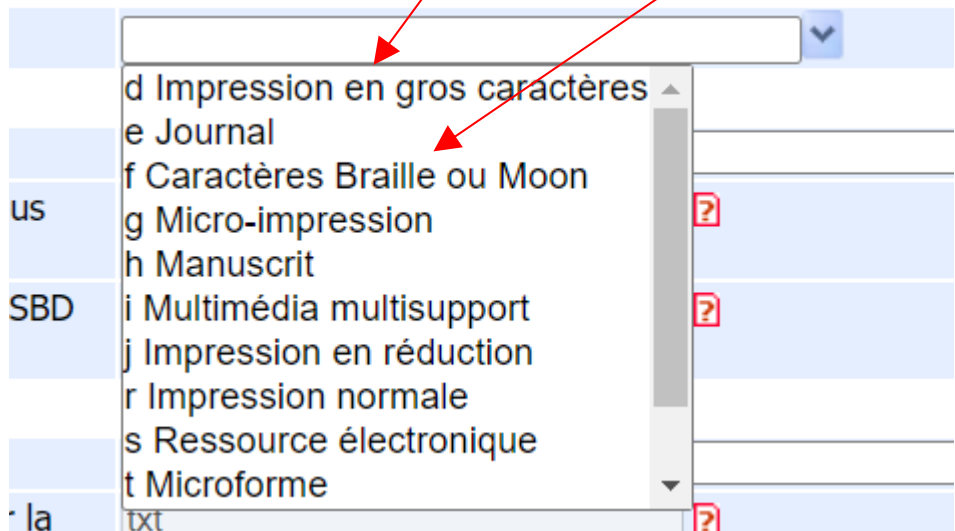 d Impression en gros caractères
e Journal
f Caractères Braille ou Moon
us
g Micro-impression
?
h Manuscrit
SBD
i Multimédia multisupport
?
j Impression en réduction
r Impression normale
s Ressource électronique
t Microforme
r la
txt
?